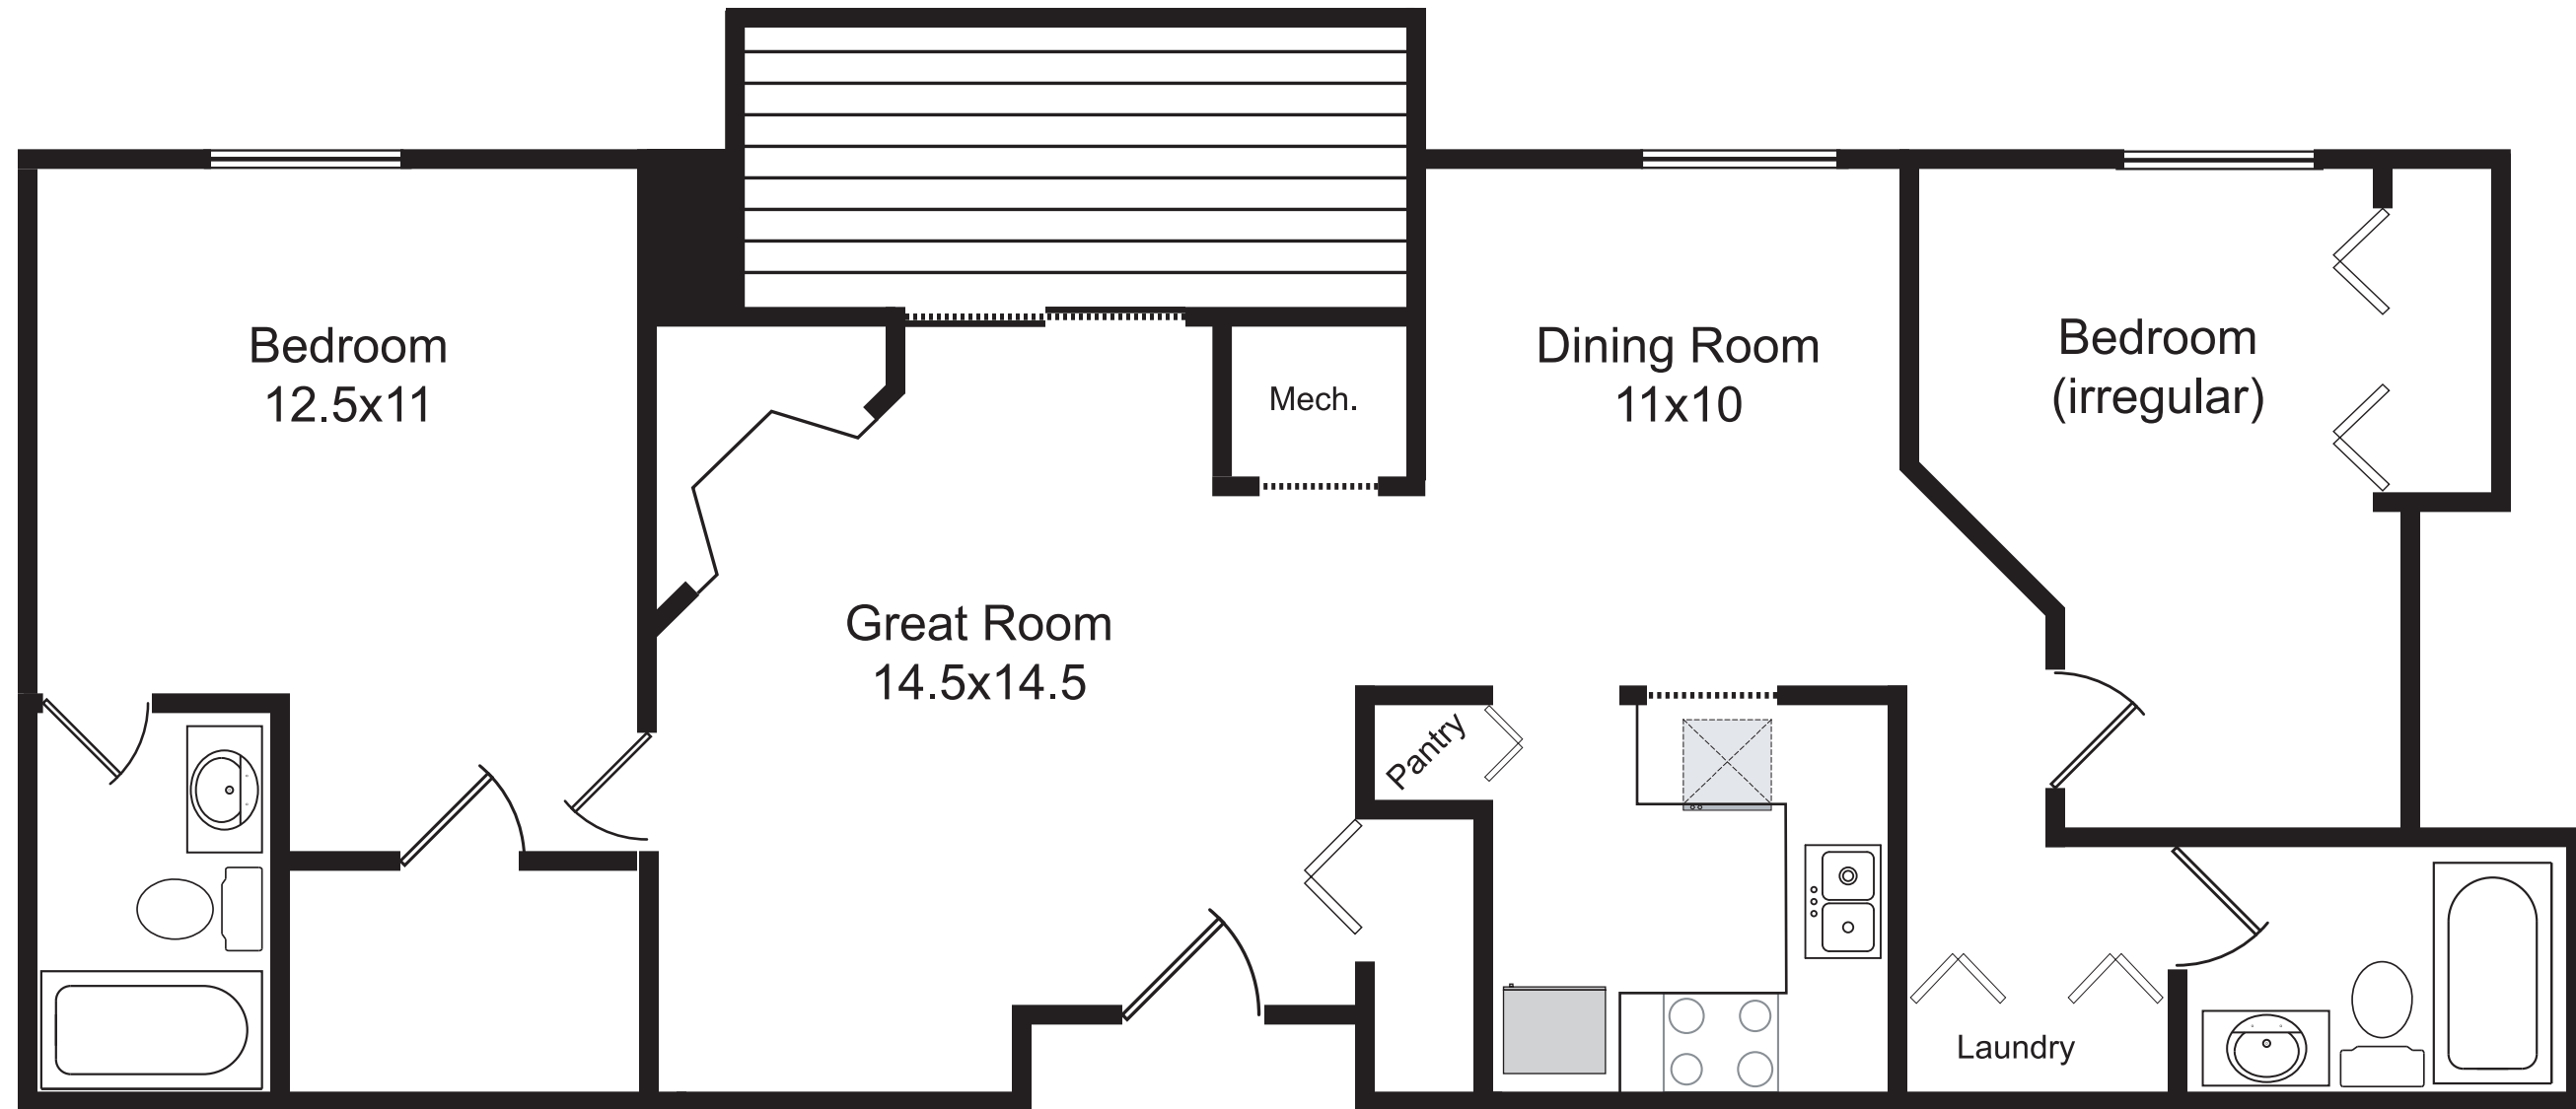 Bedroom
12.5x11
Mech.
Dining Room
11x10
Bedroom
(irregular)
Great Room
14.5x14.5
Pantry
Laundry